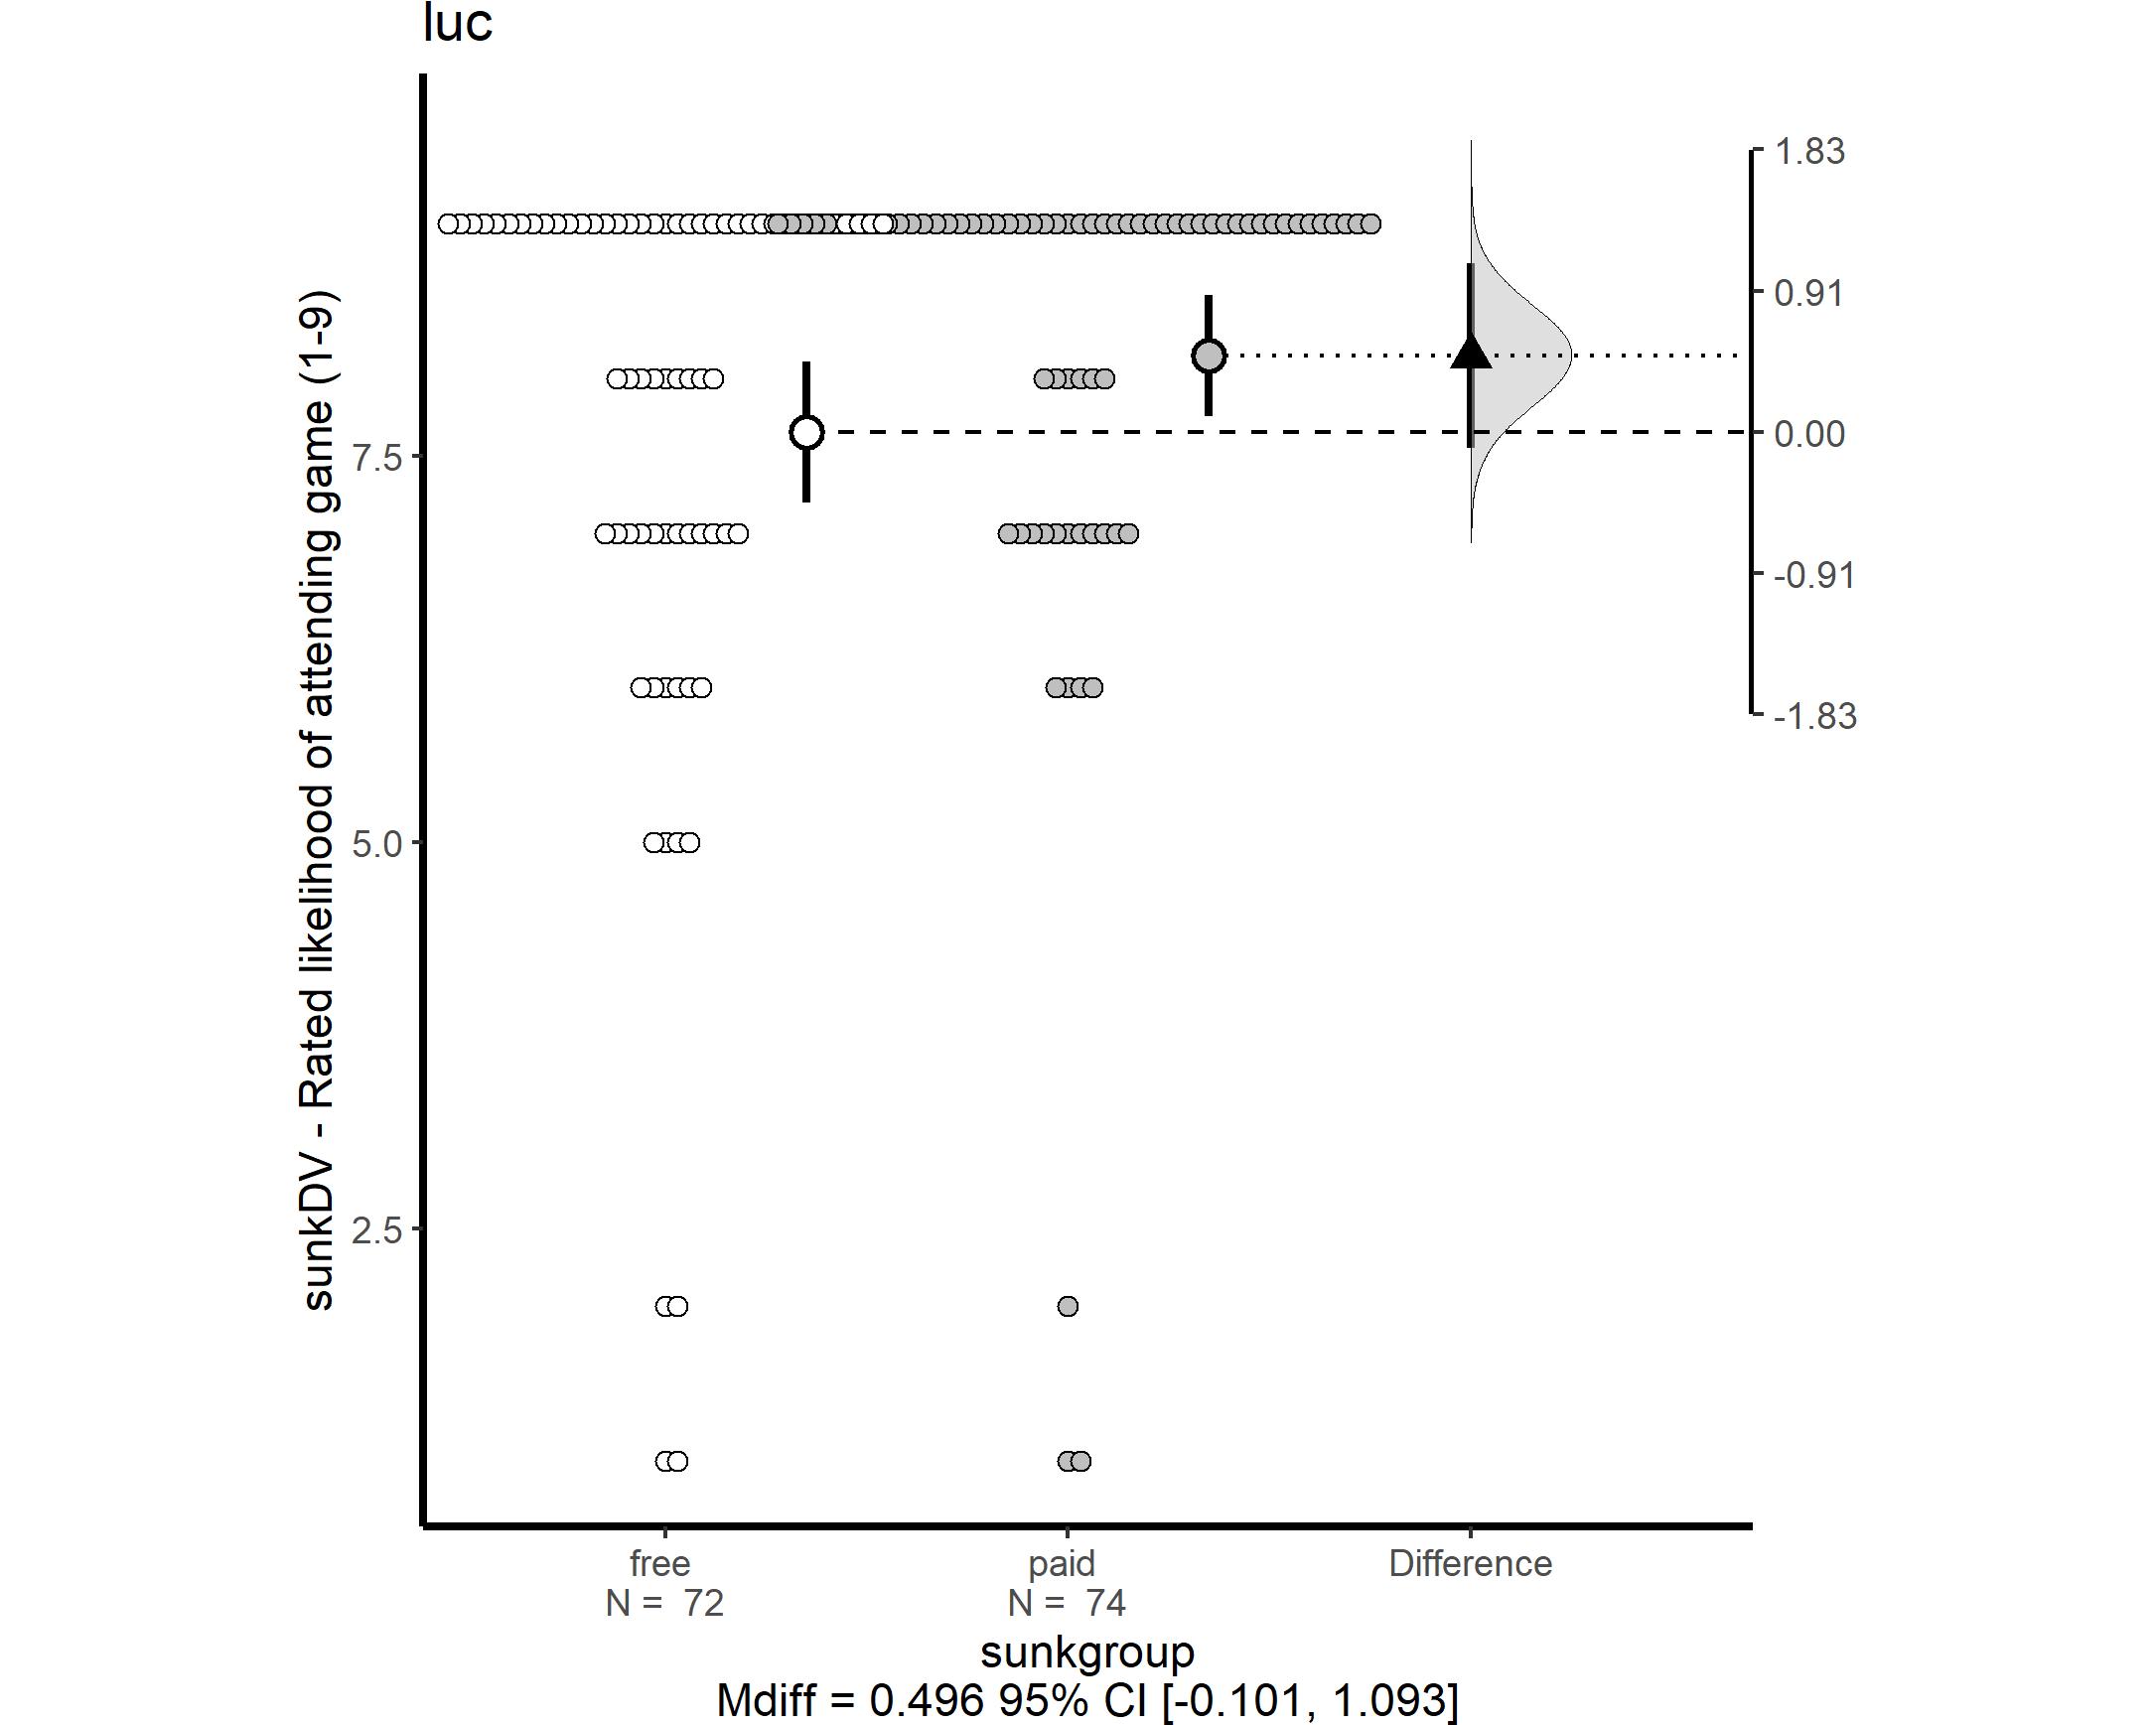 luc
sunkDV - Rated likelihood of attending game (1-9)
7.5
5.0
2.5
1.83
0.91
0.00
-0.91
-1.83
free
N =  72
paid
N =  74
Difference
sunkgroup
Mdiff = 0.496 95% CI [-0.101, 1.093]